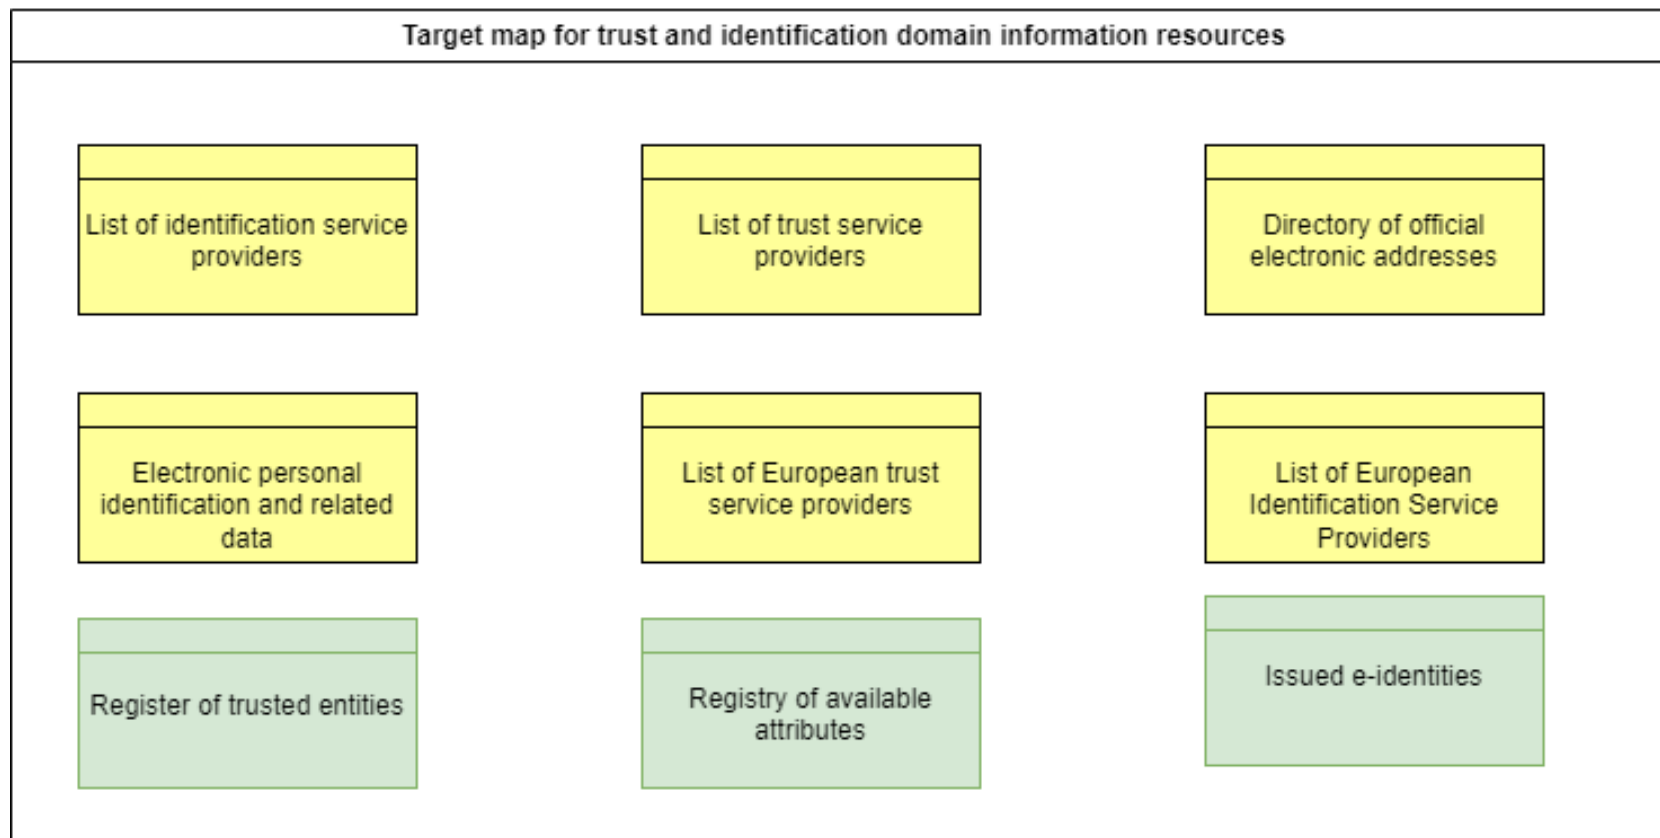 Target map for trust and identification domain information resources
List of identification service
providers
List of trust service
providers
Directory of official
electronic addresses
Electronic personal
identification and related
data
List of European trust
service providers
List of European
Identification Service
Providers
Register of trusted entities
Registry of available
attributes
Issued e-identities